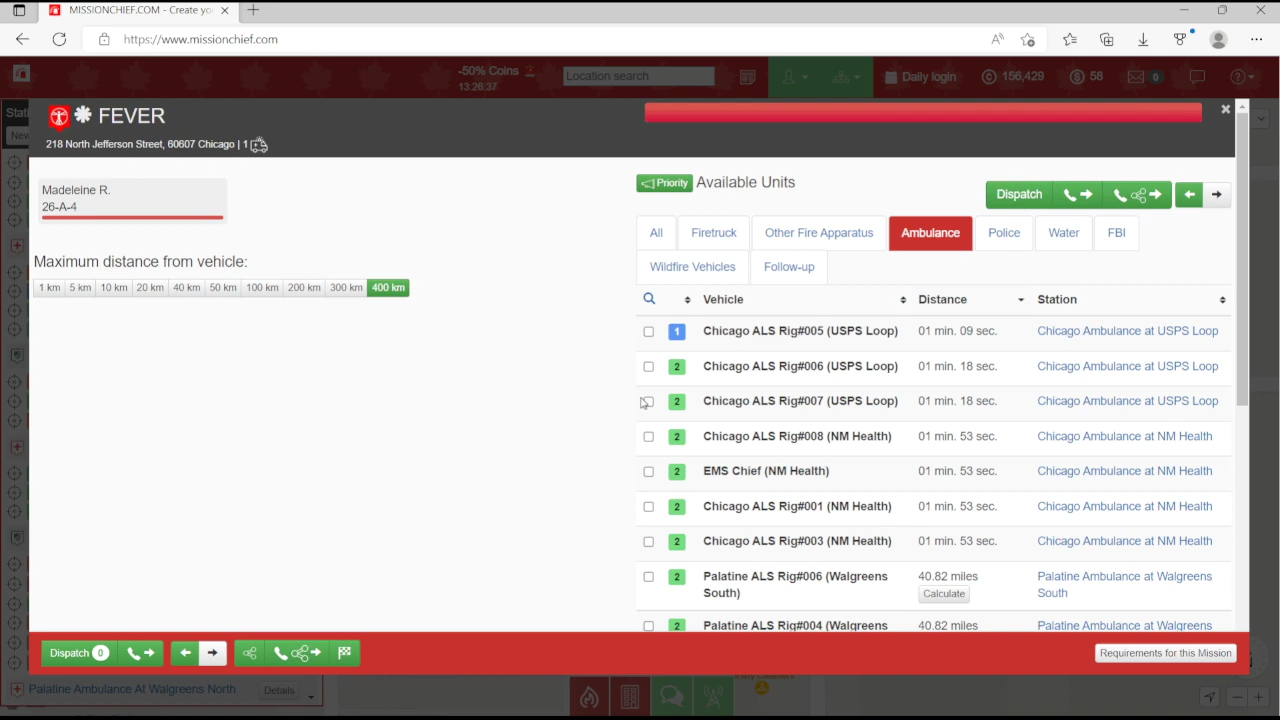 MISSIONCHIEF.COM - Create yo
https://www.missionchief.com
-50% Coins
13:26:37
Location search
Daily login
156,429
58
0
Stati
New
FEVER
218 North Jefferson Street, 60607 Chicago | 1
Madeleine R.
26-A-4
Maximum distance from vehicle:
1 km 5 km 10 km 20 km 40 km 50 km 100 km 200 km 300 km 400 km
Priority Available Units
Dispatch
All Firetruck Other Fire Apparatus Ambulance Police Water FBI
Wildfire Vehicles Follow-up
Vehicle Distance Station
1 Chicago ALS Rig#005 (USPS Loop) 01 min. 09 sec. Chicago Ambulance at USPS Loop
2 Chicago ALS Rig#006 (USPS Loop) 01 min. 18 sec. Chicago Ambulance at USPS Loop
2 Chicago ALS Rig#007 (USPS Loop) 01 min. 18 sec. Chicago Ambulance at USPS Loop
2 Chicago ALS Rig#008 (NM Health) 01 min. 53 sec. Chicago Ambulance at NM Health
2 EMS Chief (NM Health) 01 min. 53 sec. Chicago Ambulance at NM Health
2 Chicago ALS Rig#001 (NM Health) 01 min. 53 sec. Chicago Ambulance at NM Health
2 Chicago ALS Rig#003 (NM Health) 01 min. 53 sec. Chicago Ambulance at NM Health
2 Palatine ALS Rig#006 (Walgreens 40.82 miles Palatine Ambulance at Walgreens
South) Calculate South
2 Palatine ALS Rig#004 (Walgreens 40.82 miles Palatine Ambulance at Walgreens
Dispatch 0
Requirements for this Mission
Palatine Ambulance At Walgreens North Details